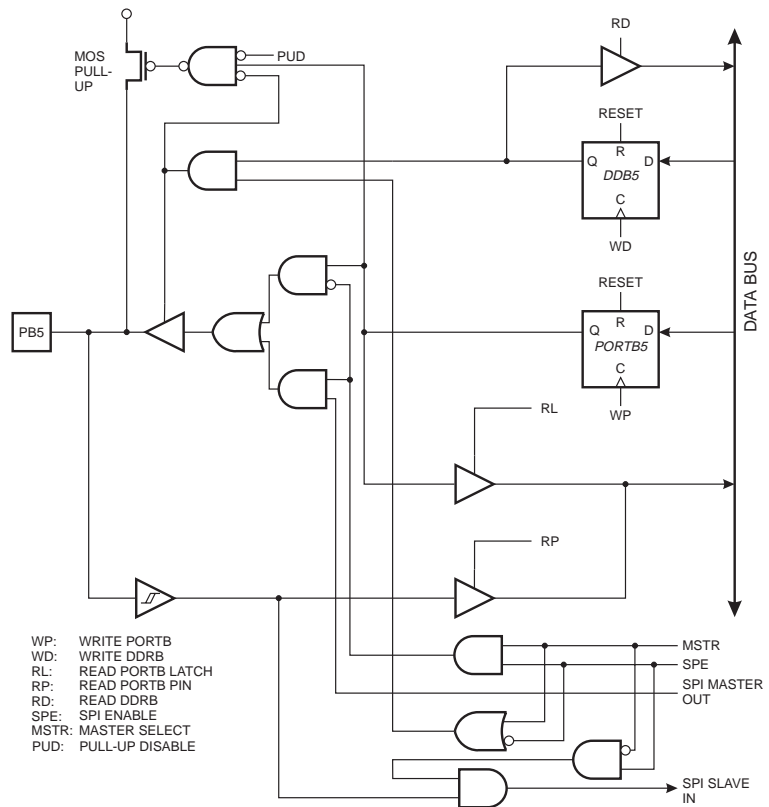 RD
MOS
PULL-
UP
PUD
RESET
R
Q
D
DDB5
C
WD
DATA BUS
RESET
R
Q
D
PORTB5
C
WP
PB5
RL
RP
MSTR
SPE
SPI MASTER
OUT
SPI SLAVE
IN
WP: WRITE PORTB
WD: WRITE DDRB
RL: READ PORTB LATCH
RP: READ PORTB PIN
RD: READ DDRB
SPE: SPI ENABLE
MSTR: MASTER SELECT
PUD: PULL-UP DISABLE